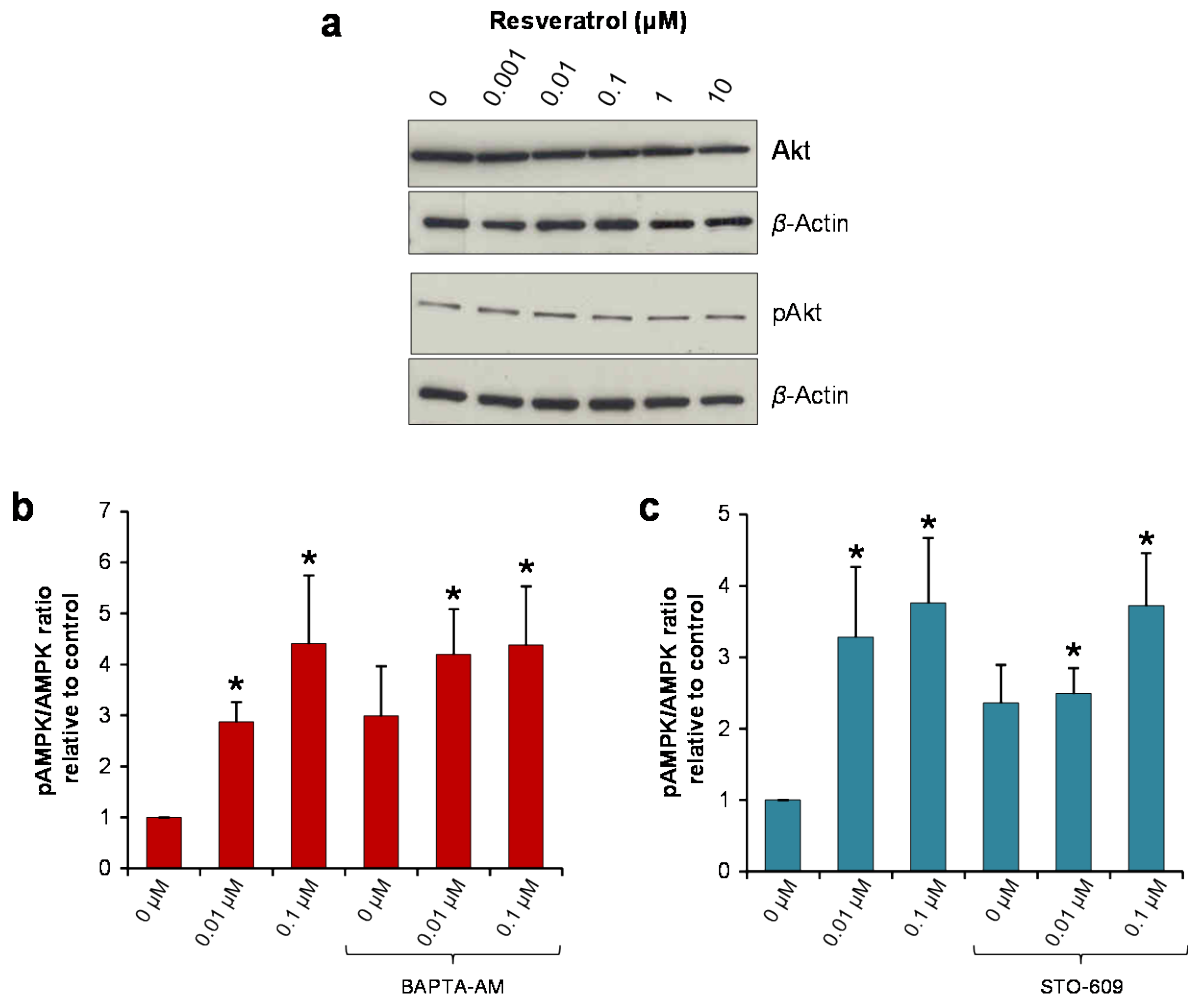 a
Resveratrol (µM)
0 0.001 0.01 0.1 1 10
Akt
β-Actin
pAkt
β-Actin
b
pAMPK/AMPK ratio
relative to control
7
6
5
4
3
2
1
0
* * * *
0 µM 0.01 µM 0.1 µM 0 µM 0.01 µM 0.1 µM
BAPTA-AM
c
pAMPK/AMPK ratio
relative to control
5
4
3
2
1
0
* * * *
0 µM 0.01 µM 0.1 µM 0 µM 0.01 µM 0.1 µM
STO-609